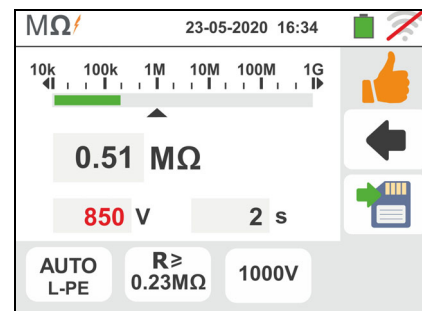 MΩ 23-05-2020 16:34
10k 100k 1M 10M 100M 1G
0.51 MΩ
850 V 2 s
AUTO R≥ 1000V
L-PE 0.23MΩ